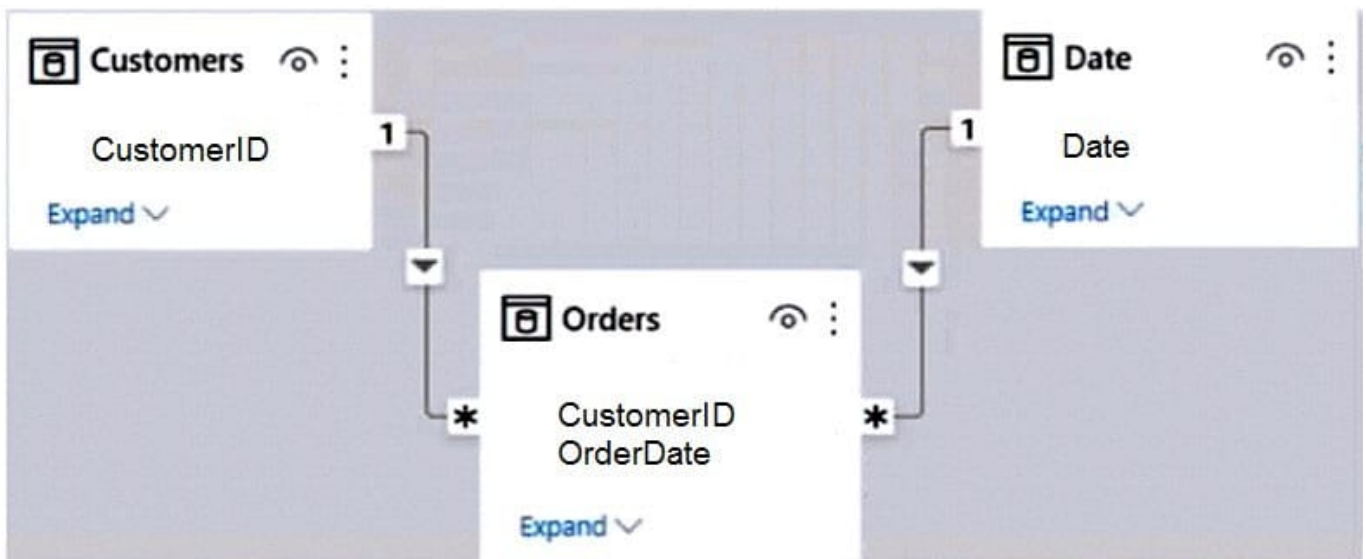 Customers
CustomerID
Expand
1
Date
Date
Expand
1
Orders
CustomerID
OrderDate
Expand
*
*